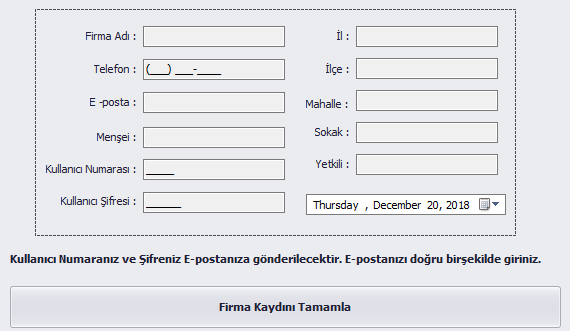 Firma Adı :
Telefon : (___) ___-____
E -posta :
Menşei :
Kullanıcı Numarası : _____
Kullanıcı Şifresi : ______
İl :
İlçe :
Mahalle :
Sokak :
Yetkili :
Thursday , December 20, 2018
Kullanıcı Numaranız ve Şifreniz E-postanıza gönderilecektir. E-postanızı doğru birşekilde giriniz.
Firma Kaydını Tamamla